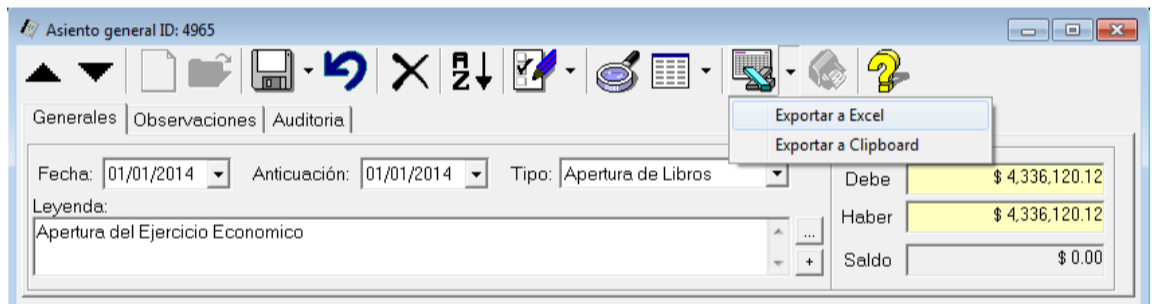 Asiento general ID: 4965
Generales Observaciones Auditoria
Exportar a Excel
Exportar a Clipboard
Fecha: 01/01/2014 Anticuación: 01/01/2014 Tipo: Apertura de Libros
Debe $ 4,336,120.12
Leyenda:
Apertura del Ejercicio Economico
...
+
Haber $ 4,336,120.12
Saldo $ 0.00